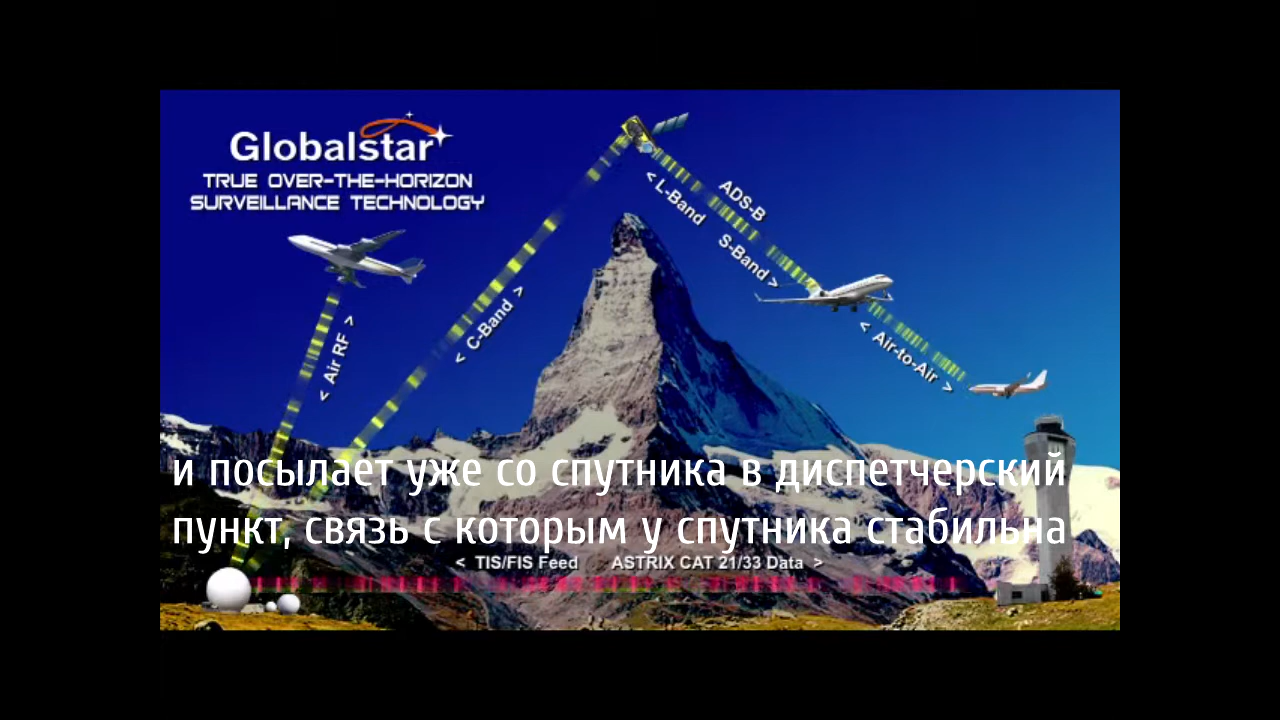 Globalstar
TRUE OVER-THE-HORIZON
SURVEILLANCE TECHNOLOGY
ADS-B
< L-Band
S-Band >
< C-Band >
< Air RF >
< Air-to-Air >
и посылает уже со спутника в диспетчерский
пункт, связь с которым у спутника стабильна
< TIS/FIS Feed ASTRIX CAT 21/33 Data >